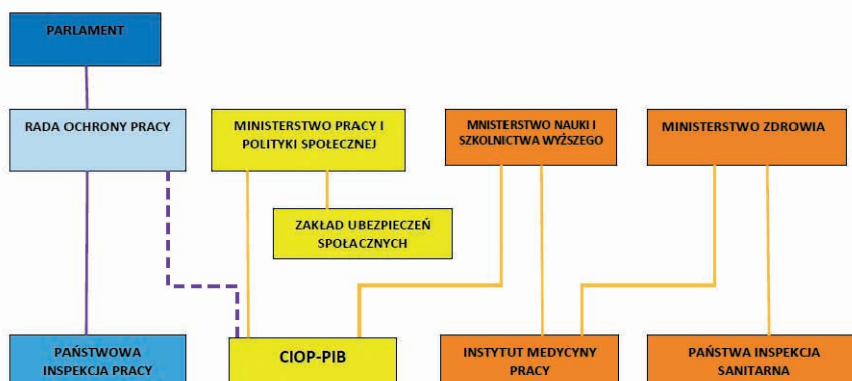 PARLAMENT
RADA OCHRONY PRACY
MINISTERSTWO PRACY I
POLITYKI SPOŁECZNEJ
MNISTERSTWO NAUKI I
SZKOLNICTWA WYŻSZEGO
MINISTERSTWO ZDROWIA
ZAKŁAD UBEZPIECZEŃ
SPOŁACZNYCH
PAŃSTWOWA
INSPEKCJA PRACY
CIOP-PIB
INSTYTUT MEDYCYNY
PRACY
PAŃSTWA INSPEKCJA
SANITARNA